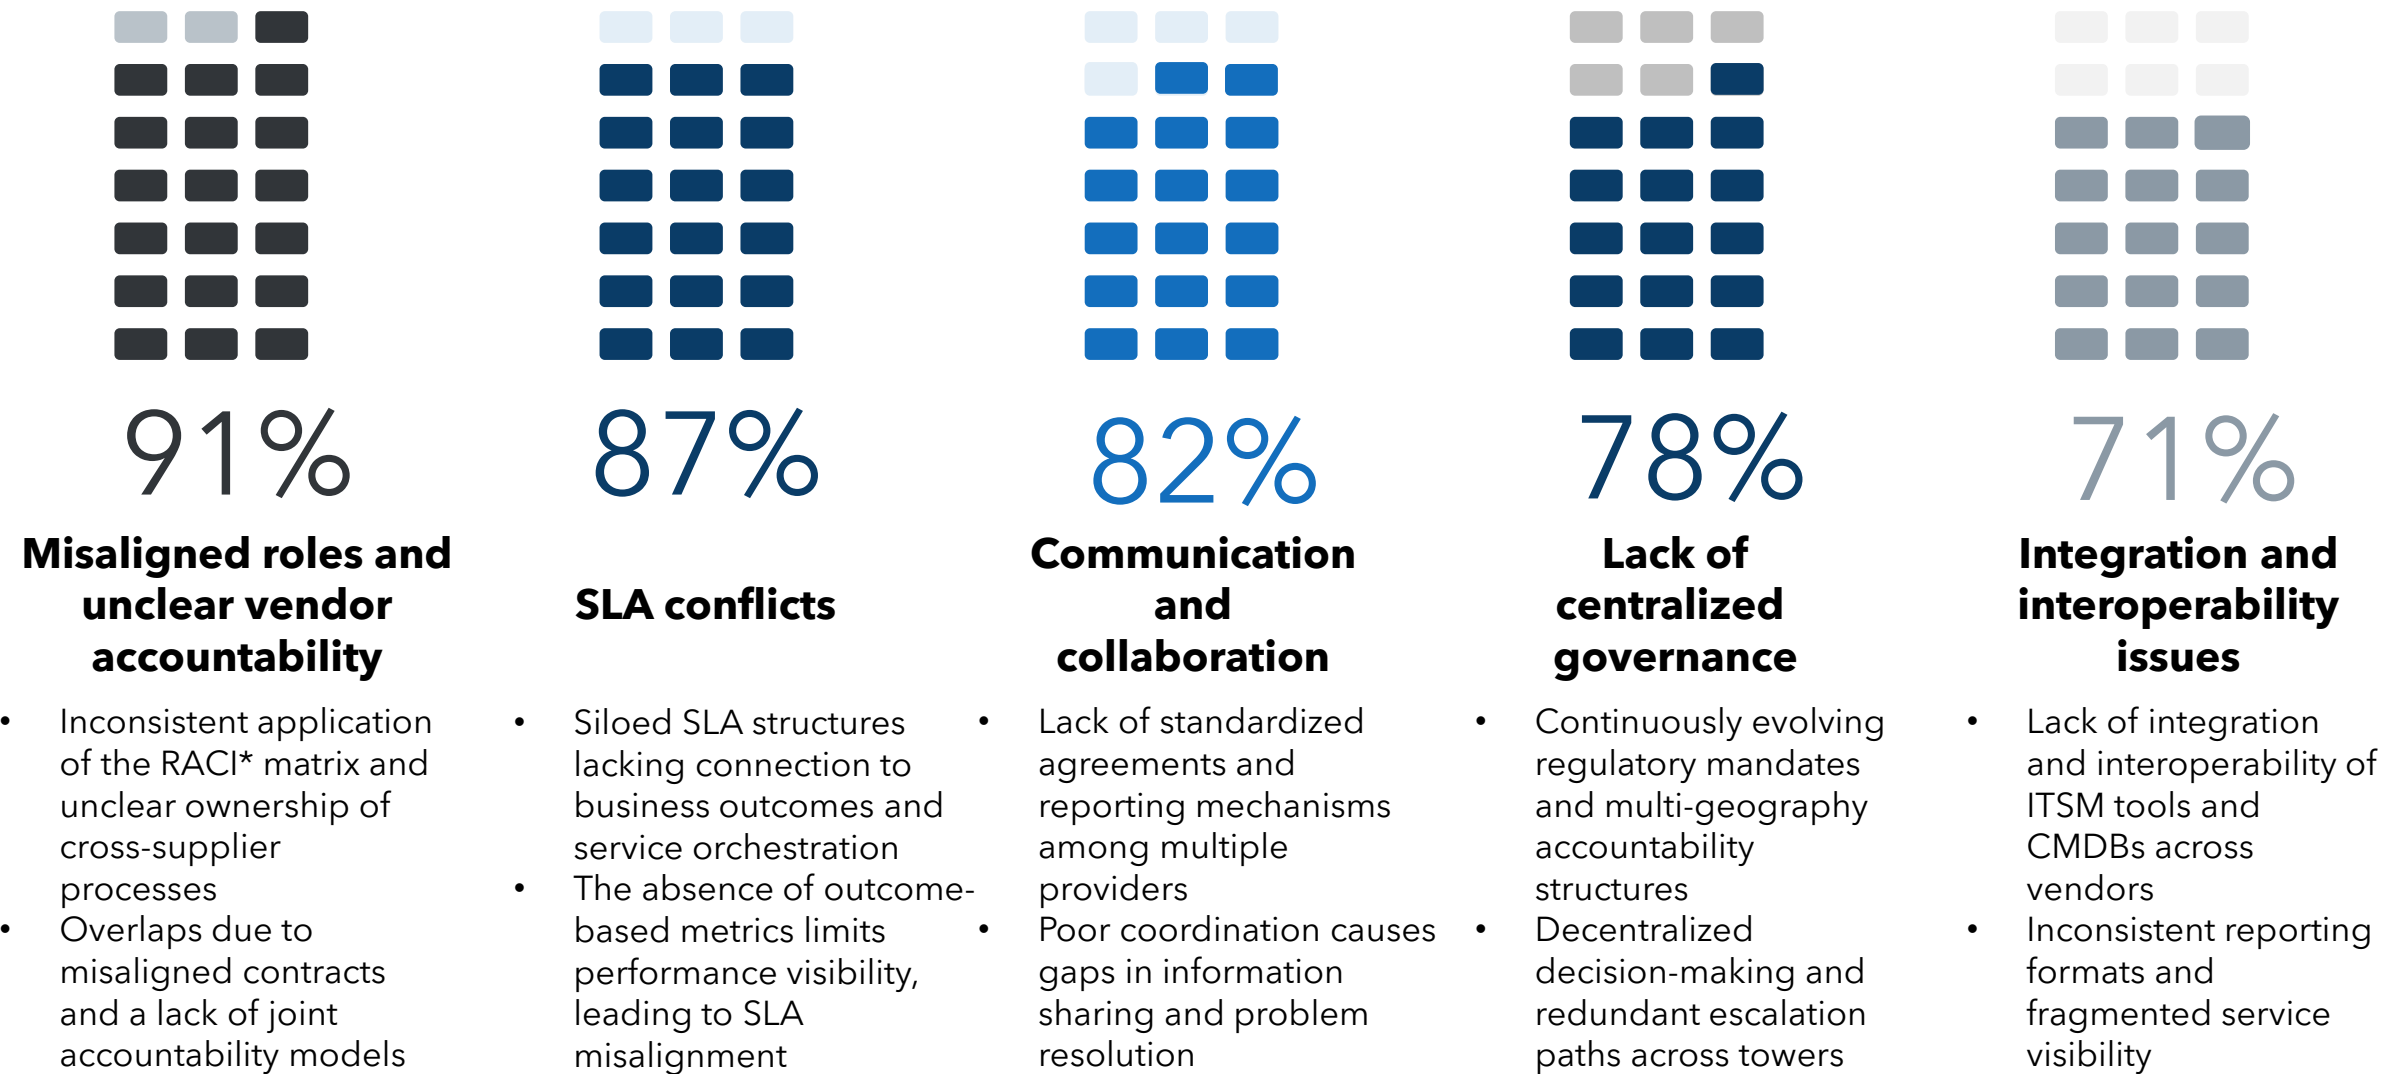 91%
Misaligned roles and
unclear vendor
accountability
• Inconsistent application
of the RACI* matrix and
unclear ownership of
cross-supplier
processes
• Overlaps due to
misaligned contracts
and a lack of joint
accountability models
87%
SLA conflicts
• Siloed SLA structures
lacking connection to
business outcomes and
service orchestration
• The absence of outcome-
based metrics limits
performance visibility,
leading to SLA
misalignment
82%
Communication
and
collaboration
• Lack of standardized
agreements and
reporting mechanisms
among multiple
providers
• Poor coordination causes
gaps in information
sharing and problem
resolution
78%
Lack of
centralized
governance
• Continuously evolving
regulatory mandates
and multi-geography
accountability
structures
• Decentralized
decision-making and
redundant escalation
paths across towers
71%
Integration and
interoperability
issues
• Lack of integration
and interoperability of
ITSM tools and
CMDBs across
vendors
• Inconsistent reporting
formats and
fragmented service
visibility